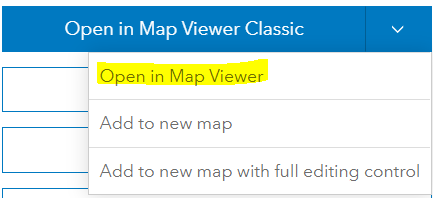 Open in Map Viewer Classic
Open in Map Viewer
Add to new map
Add to new map with full editing control